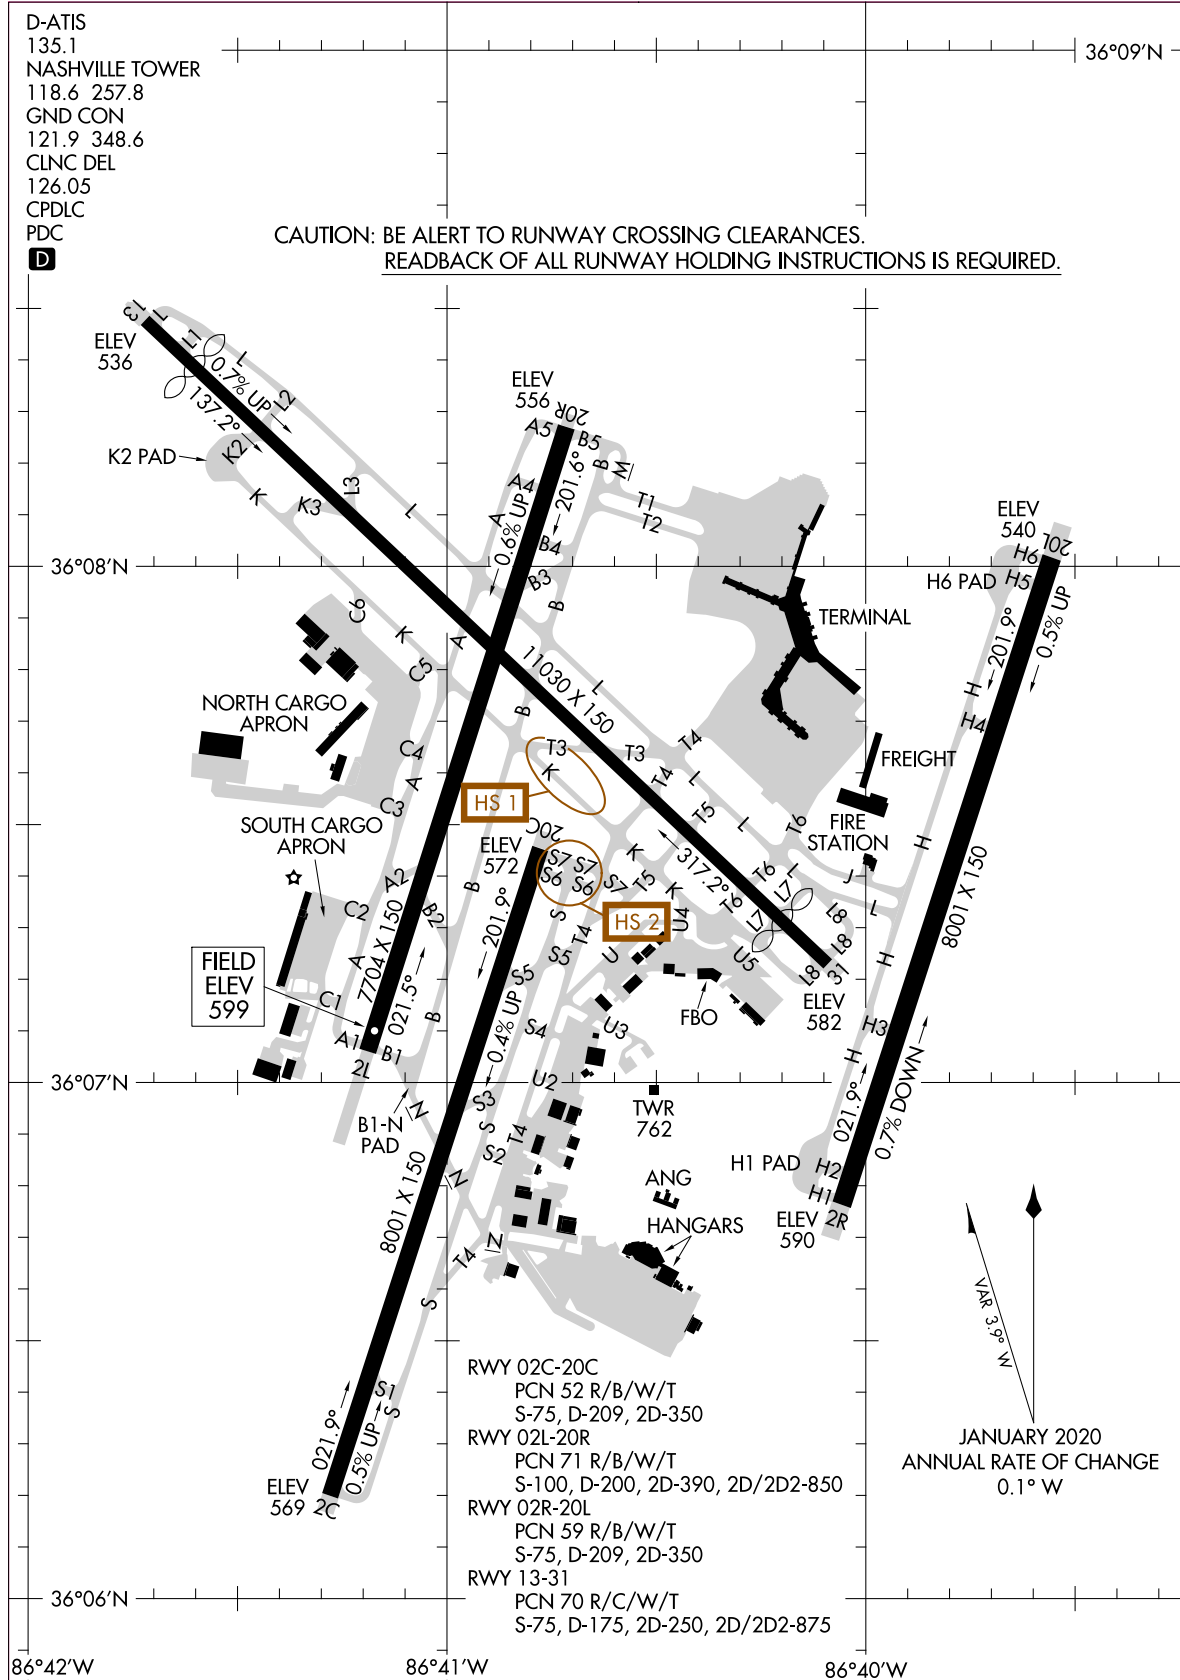 D-ATIS
135.1
NASHVILLE TOWER
118.6 257.8
GND CON
121.9 348.6
CLNC DEL
126.05
CPDLC
PDC
D
36°09'N
CAUTION: BE ALERT TO RUNWAY CROSSING CLEARANCES.
READBACK OF ALL RUNWAY HOLDING INSTRUCTIONS IS REQUIRED.
13
L
ELEV
536
L1
L
0.7% UP
137.2°
L2
K2
K2 PAD
K
K3
L3
L
ELEV
556
20R
A5
B5
B
M
A4
A
201.6°
0.6% UP
T1
T2
B4
B3
B
ELEV
540
20L
H6
H5
H6 PAD
36°08'N
TERMINAL
201.9°
0.5% UP
C6
K
A
C5
NORTH CARGO
APRON
11030 X 150
L
B
H
H4
C4
A
T3
T3
T4
K
T4
L
FREIGHT
HS 1
C3
T5
L
T6
FIRE
STATION
H
SOUTH CARGO
APRON
20C
ELEV
572
S7
S7
S6
S6
S7
K
T5
K
317.2°
T6
L
J
A2
B
8001 X 150
C2
B2
201.9°
S
HS 2
U4
T6
L7
L7
L8
L
7704 X 150
A
T4
U
U5
L8
L8
31
H
FIELD
ELEV
599
S5
S5
FBO
ELEV
582
C1
021.5°
B
0.4% UP
S4
U3
H3
A1
B1
2L
H
36°07'N
U2
TWR
762
021.9°
0.7% DOWN
B1-N
PAD
N
S3
S
T4
S2
H1 PAD
H2
H1
N
ANG
2R
ELEV
590
HANGARS
8001 X 150
N
T4
S
VAR 3.9° W
RWY 02C-20C
PCN 52 R/B/W/T
S-75, D-209, 2D-350
RWY 02L-20R
PCN 71 R/B/W/T
S-100, D-200, 2D-390, 2D/2D2-850
RWY 02R-20L
PCN 59 R/B/W/T
S-75, D-209, 2D-350
RWY 13-31
PCN 70 R/C/W/T
S-75, D-175, 2D-250, 2D/2D2-875
JANUARY 2020
ANNUAL RATE OF CHANGE
0.1° W
S1
S
021.9°
0.5% UP
ELEV
569
2C
36°06'N
86°42'W
86°41'W
86°40'W